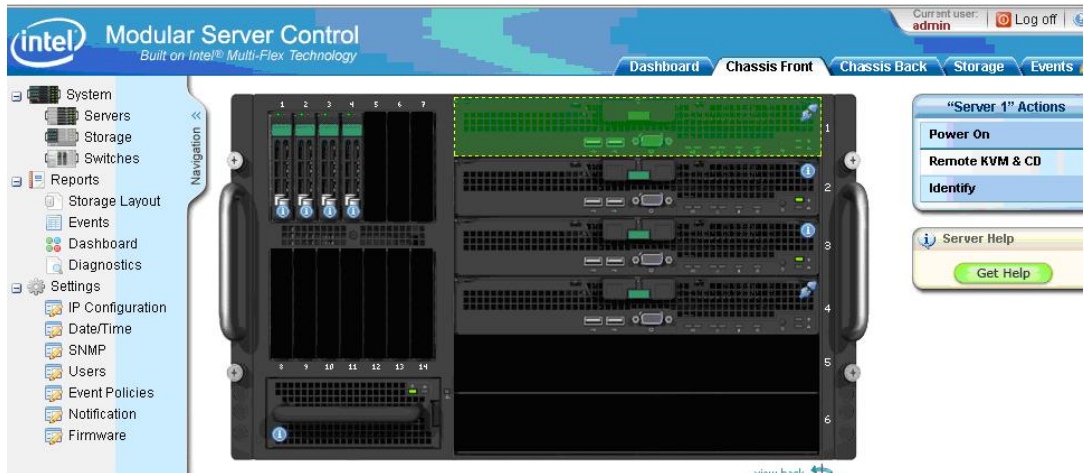 intel
Modular Server Control
Built on Intel® Multi-Flex Technology
Current user:
admin
Log off
Dashboard
Chassis Front
Chassis Back
Storage
Events
System
Servers
Storage
Switches
Reports
Storage Layout
Events
Dashboard
Diagnostics
Settings
IP Configuration
Date/Time
SNMP
Users
Event Policies
Notification
Firmware
«
Navigation
1 2 3 4 5 6 7
8 9 10 11 12 13 14
1
2
3
4
5
6
view back
"Server 1" Actions
Power On
Remote KVM & CD
Identify
Server Help
Get Help